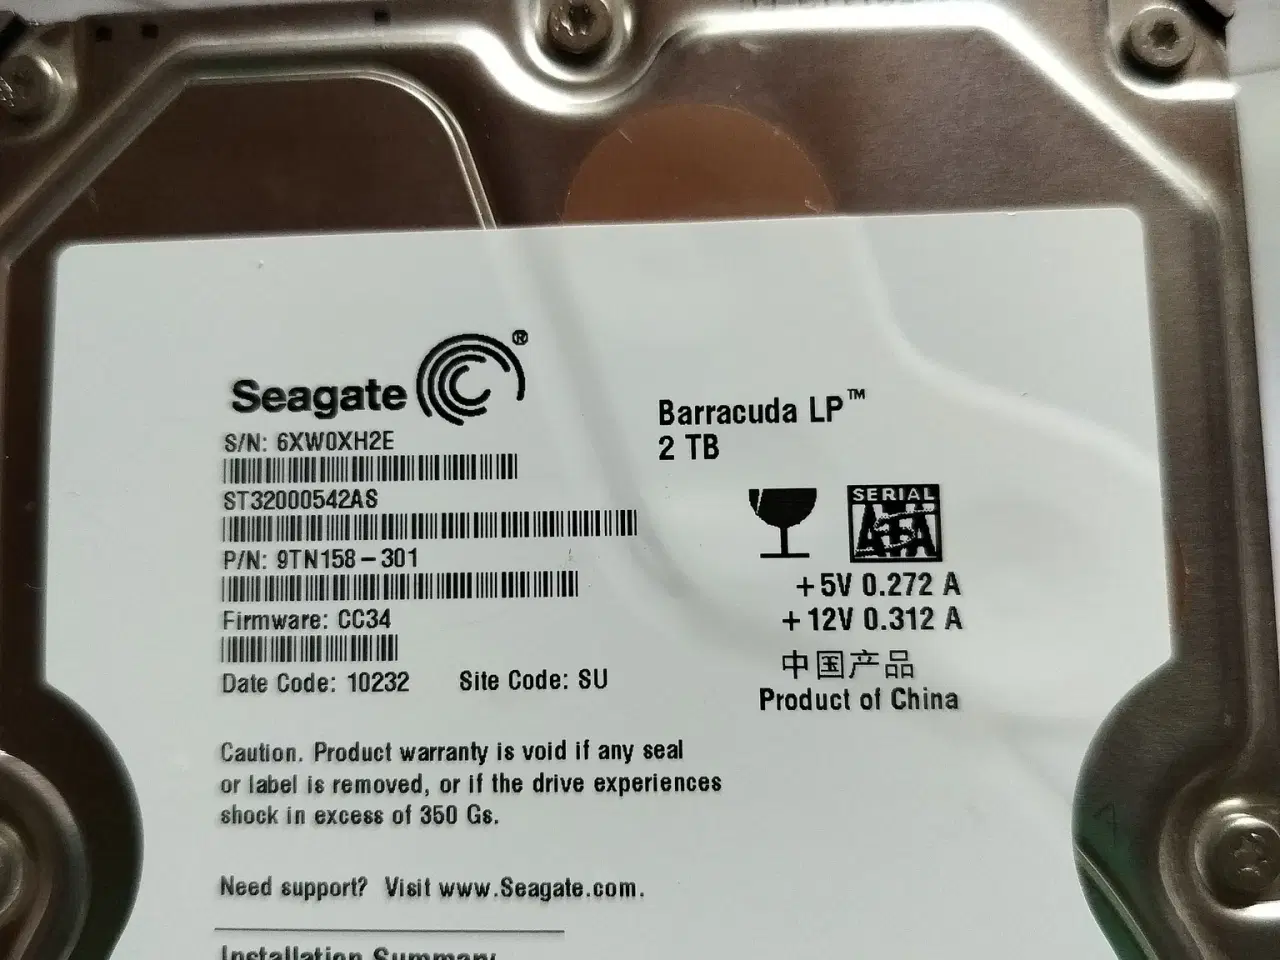 Seagate®
S/N: 6XW0XH2E
ST32000542AS
P/N: 9TN158-301
Firmware: CC34
Date Code: 10232 Site Code: SU
Barracuda LP™
2 TB
SERIAL
ATA
+5V 0.272 A
+12V 0.312 A
中国产品
Product of China
Caution. Product warranty is void if any seal
or label is removed, or if the drive experiences
shock in excess of 350 Gs.
Need support? Visit www.Seagate.com.
Installation Summary